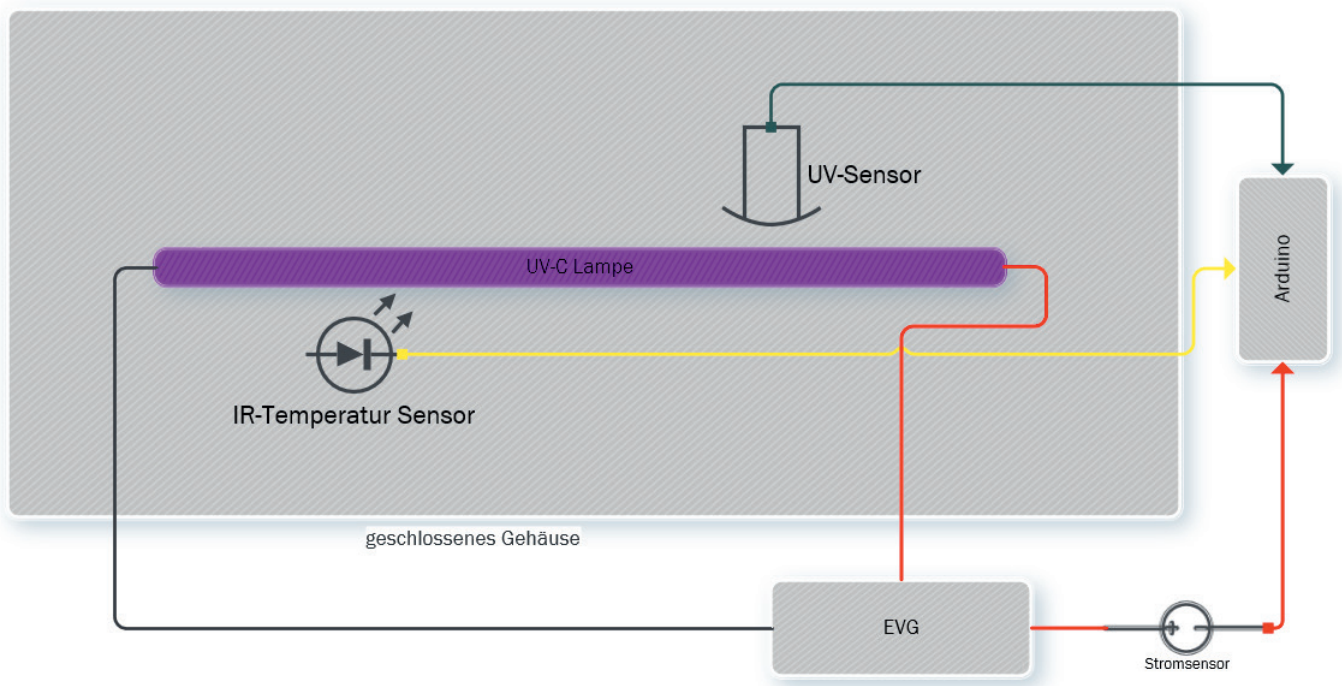 UV-Sensor
UV-C Lampe
Arduino
IR-Temperatur Sensor
geschlossenes Gehäuse
EVG
Stromsensor